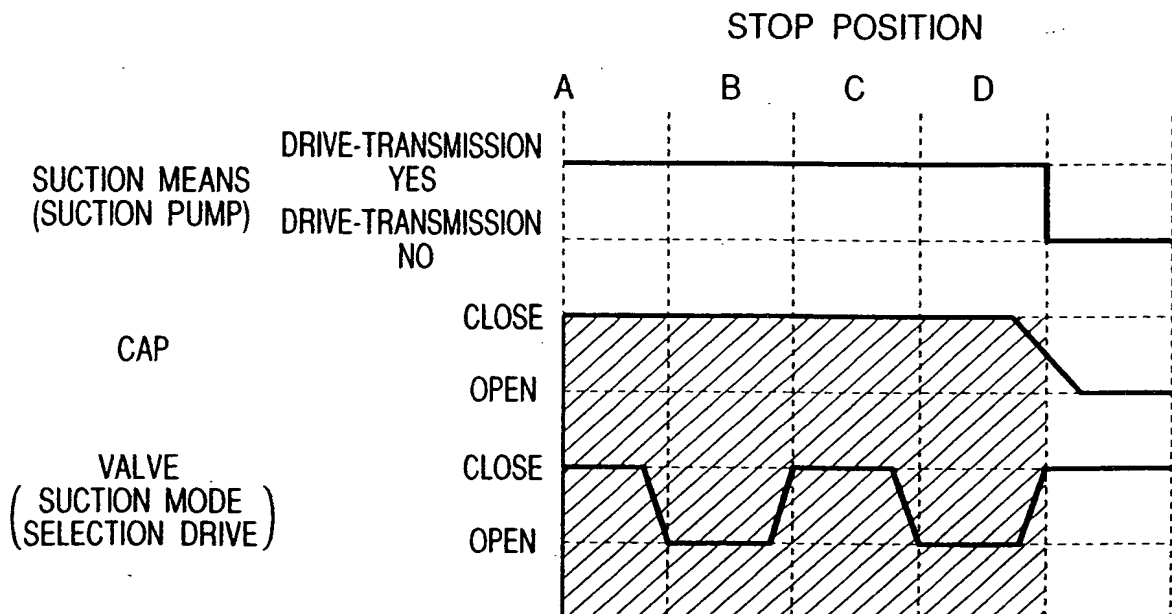 STOP POSITION
A B C D
SUCTION MEANS
(SUCTION PUMP)
DRIVE-TRANSMISSION
YES
DRIVE-TRANSMISSION
NO
CAP
CLOSE
OPEN
VALVE
(SUCTION MODE
SELECTION DRIVE)
CLOSE
OPEN